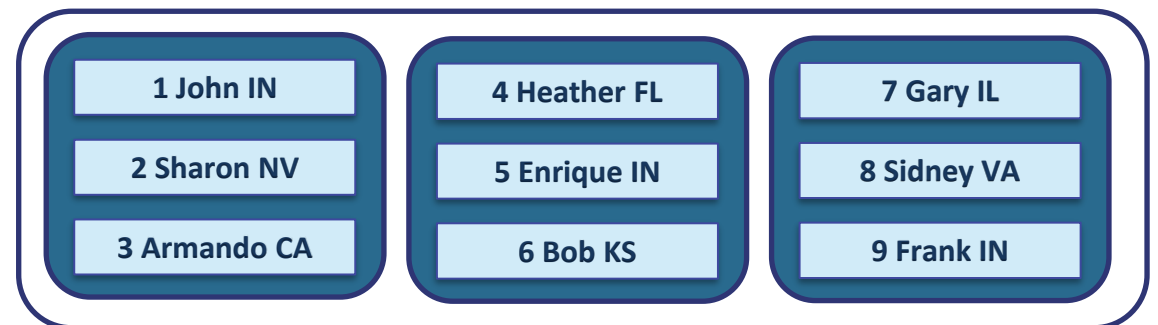 1 John IN
2 Sharon NV
3 Armando CA
4 Heather FL
5 Enrique IN
6 Bob KS
7 Gary IL
8 Sidney VA
9 Frank IN